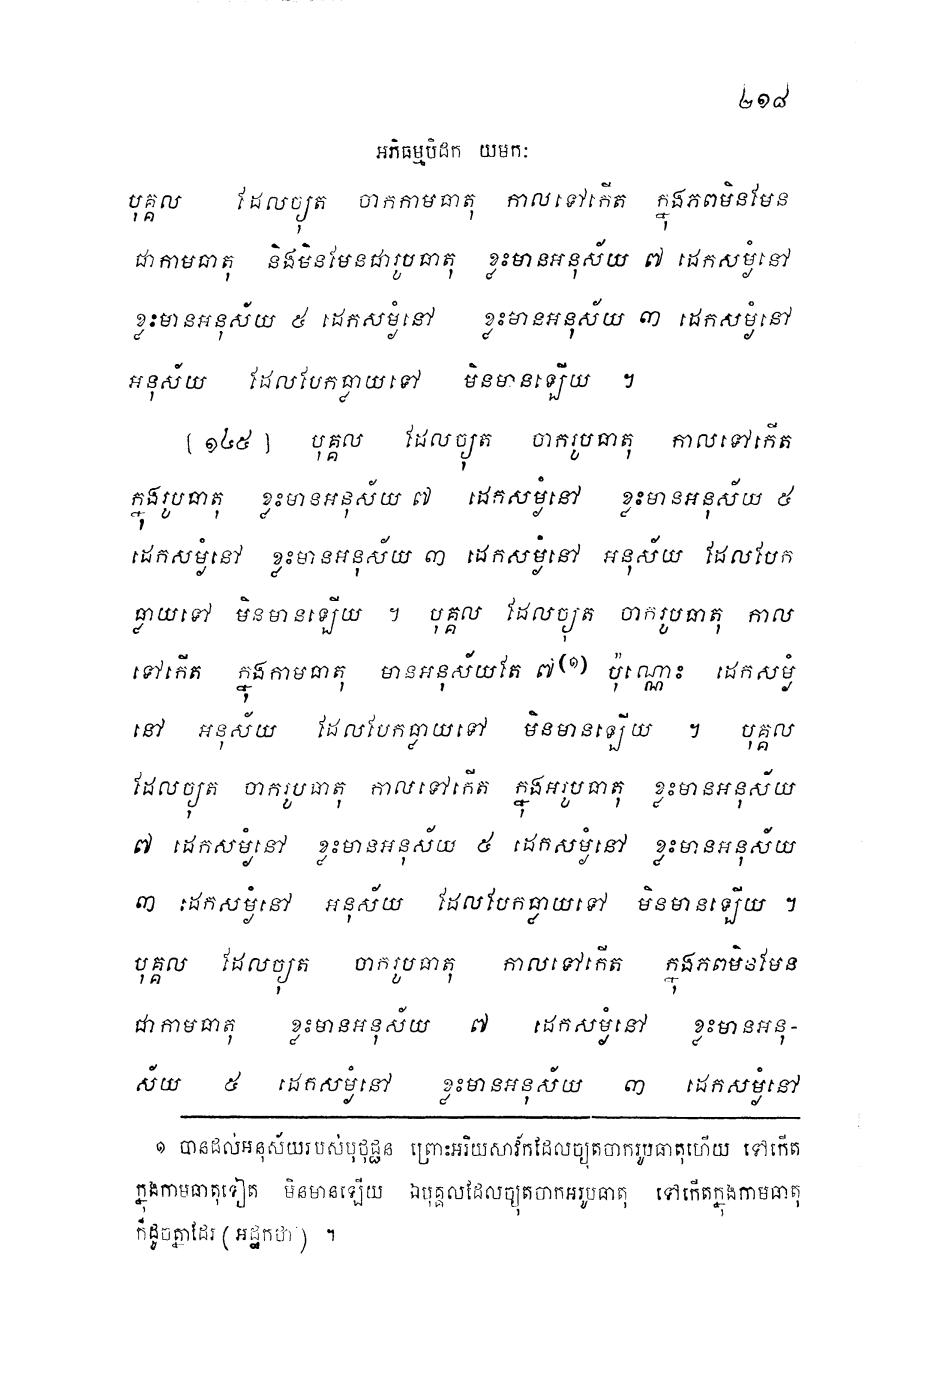 ២១៨
អភិធម្មបិដក យមកៈ
បុគ្គល ដែលច្យុត ចាកកាមធាតុ កាលទៅកើត ក្នុងភពមិនមែន
ជាកាមធាតុ និងមិនមែនជារូបធាតុ ខ្លះមានអនុស័យ ៧ ដេកសម្ងំនៅ
ខ្លះមានអនុស័យ ៥ ដេកសម្ងំនៅ ខ្លះមានអនុស័យ ៣ ដេកសម្ងំនៅ
អនុស័យ ដែលបែកធ្លាយទៅ មិនមានឡើយ ។
(១៤៥) បុគ្គល ដែលច្យុត ចាករូបធាតុ កាលទៅកើត
ក្នុងរូបធាតុ ខ្លះមានអនុស័យ ៧ ដេកសម្ងំនៅ ខ្លះមានអនុស័យ ៥
ដេកសម្ងំនៅ ខ្លះមានអនុស័យ ៣ ដេកសម្ងំនៅ អនុស័យ ដែលបែក
ធ្លាយទៅ មិនមានឡើយ ។ បុគ្គល ដែលច្យុត ចាករូបធាតុ កាល
ទៅកើត ក្នុងកាមធាតុ មានអនុស័យតែ ៧(១) ប៉ុណ្ណោះ ដេកសម្ងំ
នៅ អនុស័យ ដែលបែកធ្លាយទៅ មិនមានឡើយ ។ បុគ្គល
ដែលច្យុត ចាករូបធាតុ កាលទៅកើត ក្នុងអរូបធាតុ ខ្លះមានអនុស័យ
៧ ដេកសម្ងំនៅ ខ្លះមានអនុស័យ ៥ ដេកសម្ងំនៅ ខ្លះមានអនុស័យ
៣ ដេកសម្ងំនៅ អនុស័យ ដែលបែកធ្លាយទៅ មិនមានឡើយ ។
បុគ្គល ដែលច្យុត ចាករូបធាតុ កាលទៅកើត ក្នុងភពមិនមែន
ជាកាមធាតុ ខ្លះមានអនុស័យ ៧ ដេកសម្ងំនៅ ខ្លះមានអនុ-
ស័យ ៥ ដេកសម្ងំនៅ ខ្លះមានអនុស័យ ៣ ដេកសម្ងំនៅ
១ បានដល់អនុស័យរបស់បុថុជ្ជន ព្រោះអរិយសាវ័កដែលច្យុតចាករូបធាតុហើយ ទៅកើត
ក្នុងកាមធាតុទៀត មិនមានឡើយ ឯបុគ្គលដែលច្យុតចាកអរូបធាតុ ទៅកើតក្នុងកាមធាតុ
ក៏ដូចគ្នាដែរ (អដ្ឋកថា) ។